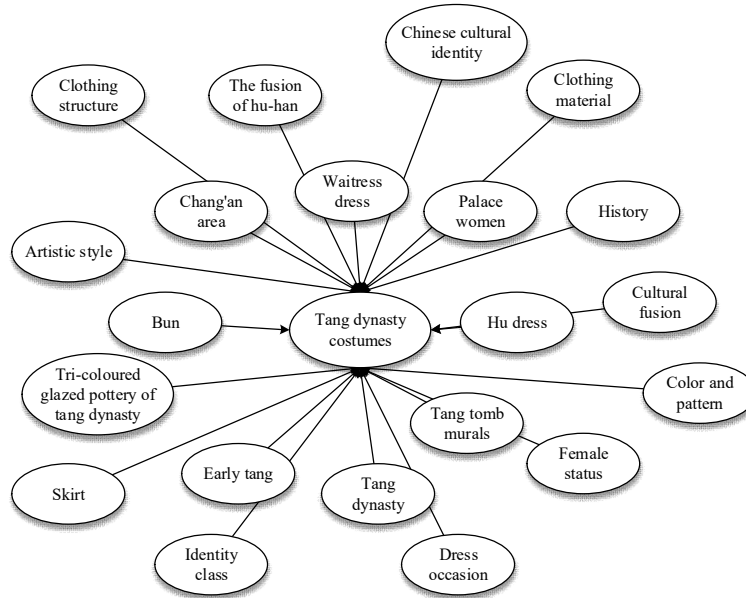 Chinese cultural
identity
Clothing
structure
The fusion
of hu-han
Clothing
material
Waitress
dress
Chang'an
area
Palace
women
History
Artistic style
Bun
Tang dynasty
costumes
Hu dress
Cultural
fusion
Tri-coloured
glazed pottery of
tang dynasty
Color and
pattern
Tang tomb
murals
Female
status
Skirt
Early tang
Tang
dynasty
Identity
class
Dress
occasion